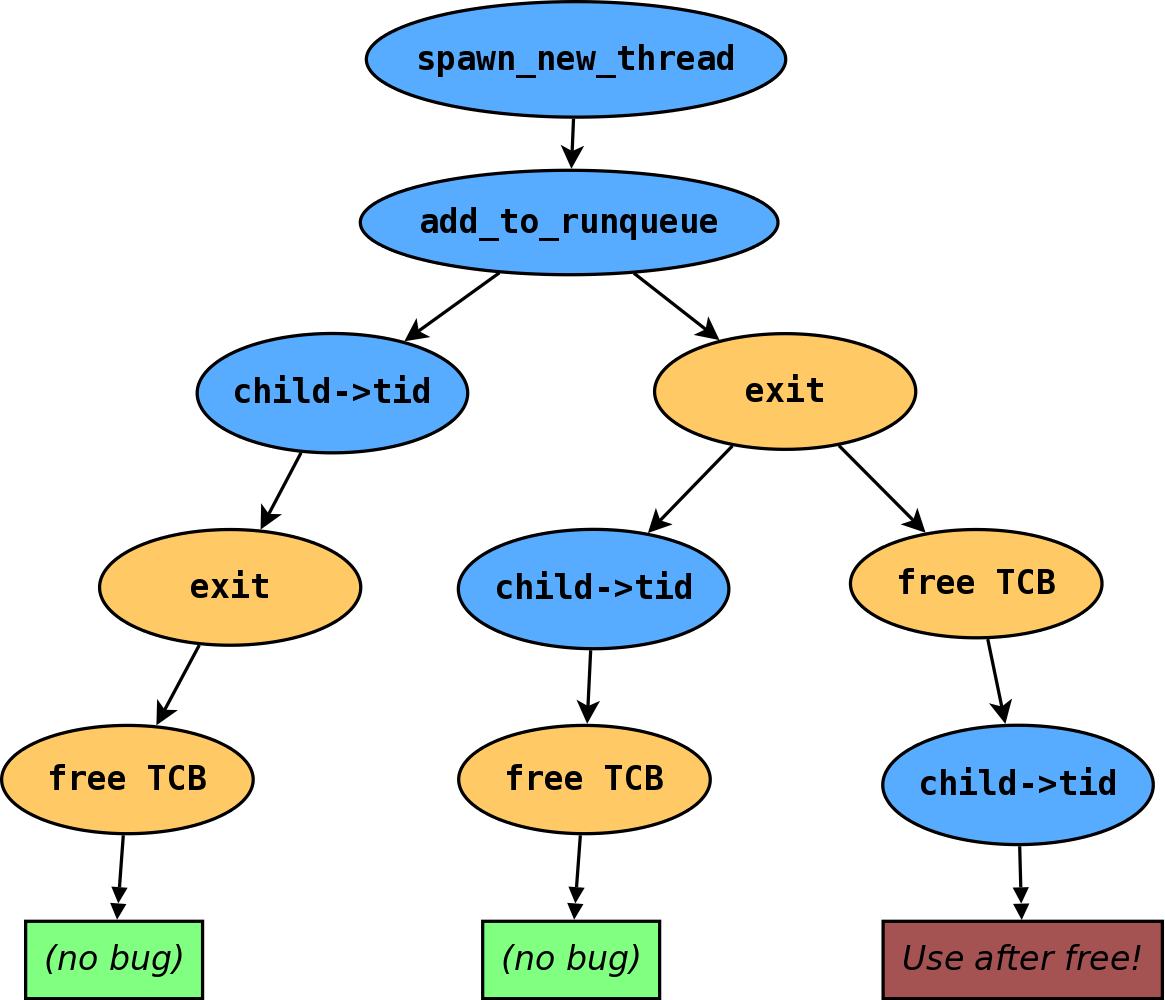 spawn_new_thread
add_to_runqueue
child->tid
exit
exit
child->tid
free TCB
free TCB
free TCB
child->tid
(no bug)
(no bug)
Use after free!